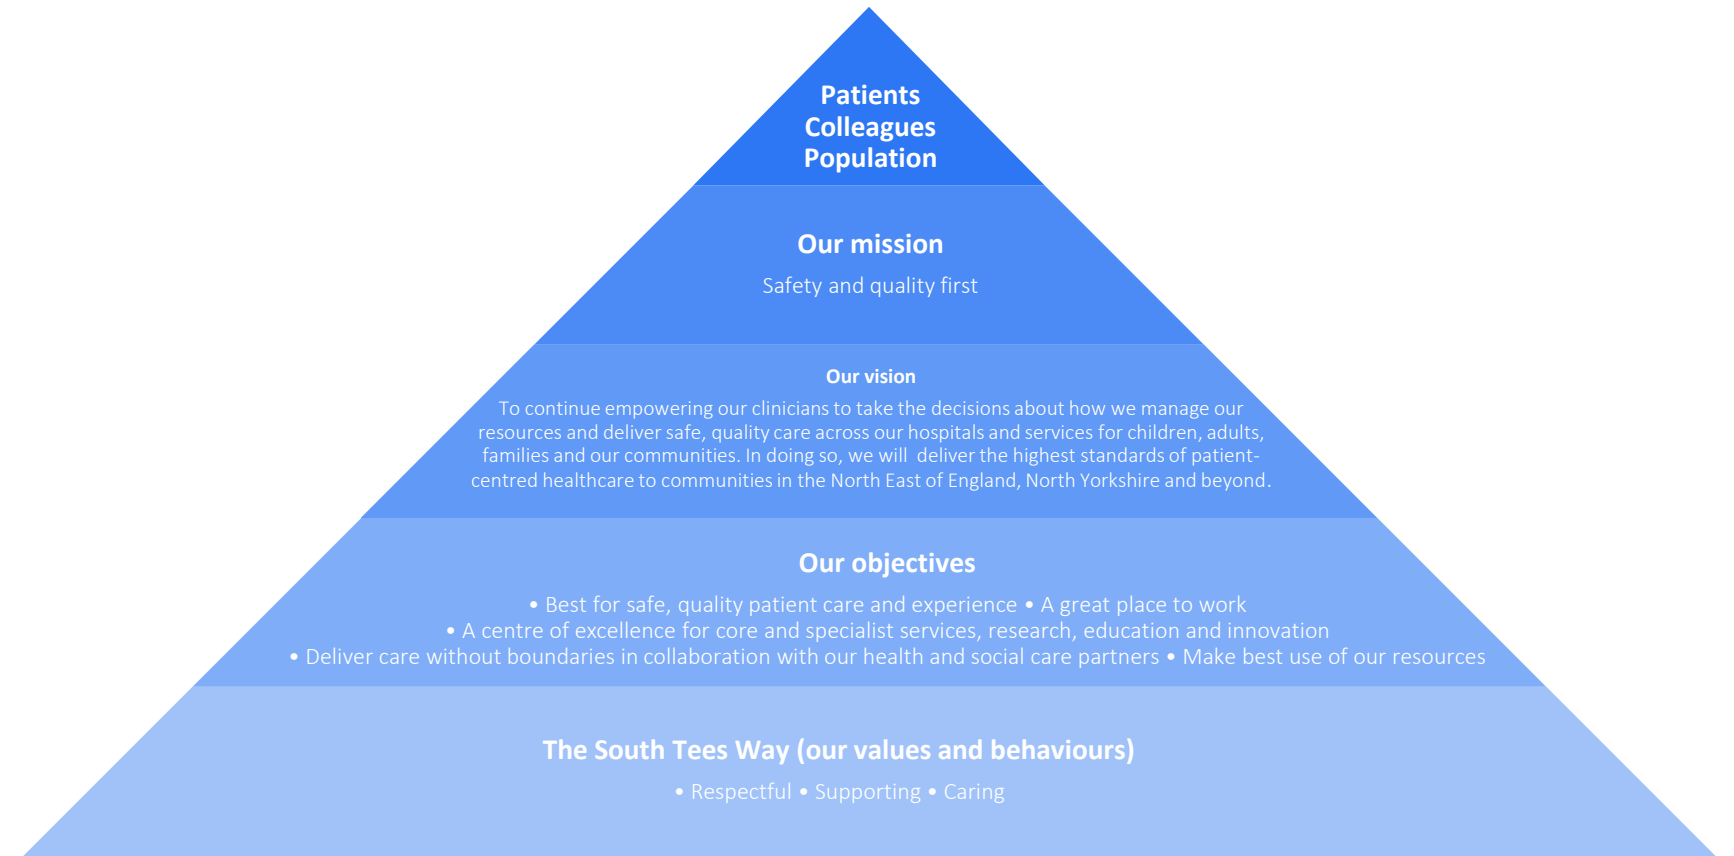 Patients
Colleagues
Population
Our mission
Safety and quality first
Our vision
To continue empowering our clinicians to take the decisions about how we manage our
resources and deliver safe, quality care across our hospitals and services for children, adults,
families and our communities. In doing so, we will  deliver the highest standards of patient-
centred healthcare to communities in the North East of England, North Yorkshire and beyond.
Our objectives
• Best for safe, quality patient care and experience • A great place to work
• A centre of excellence for core and specialist services, research, education and innovation
• Deliver care without boundaries in collaboration with our health and social care partners • Make best use of our resources
The South Tees Way (our values and behaviours)
• Respectful • Supporting • Caring